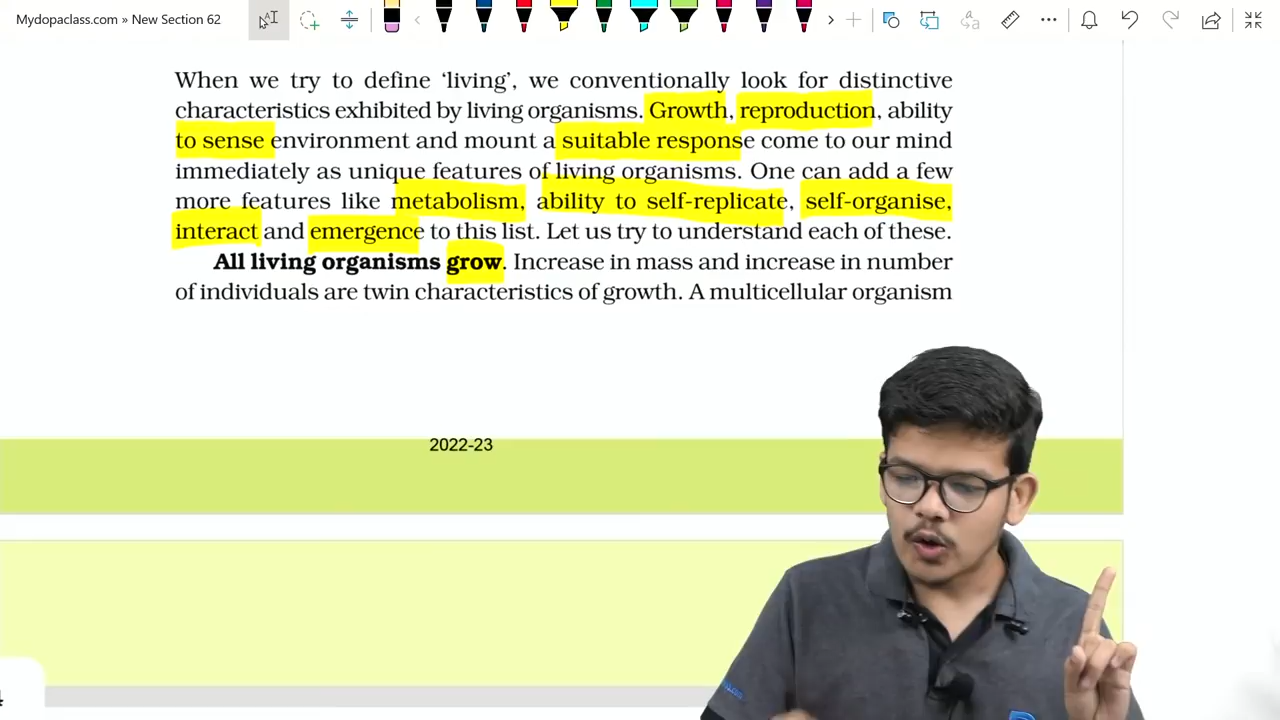 Mydopaclass.com » New Section 62
When we try to define ‘living’, we conventionally look for distinctive
characteristics exhibited by living organisms. Growth, reproduction, ability
to sense environment and mount a suitable response come to our mind
immediately as unique features of living organisms. One can add a few
more features like metabolism, ability to self-replicate, self-organise,
interact and emergence to this list. Let us try to understand each of these.
All living organisms grow. Increase in mass and increase in number
of individuals are twin characteristics of growth. A multicellular organism
2022-23